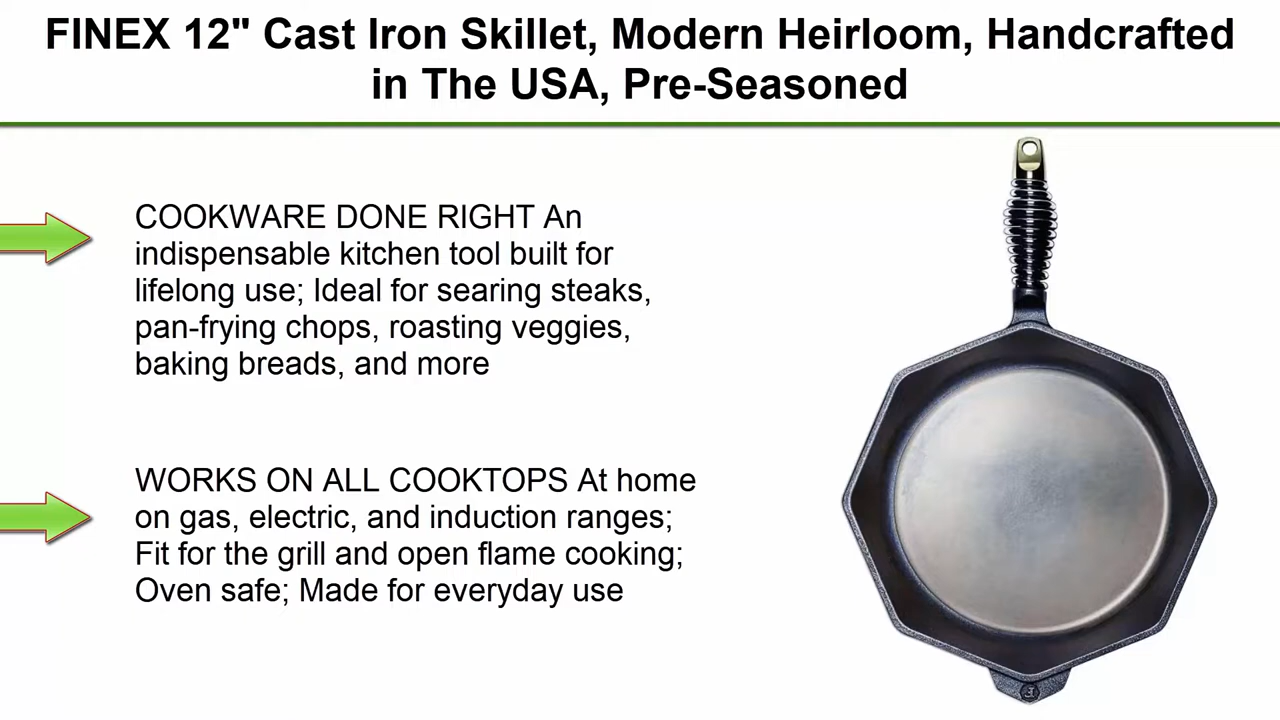 FINEX 12" Cast Iron Skillet, Modern Heirloom, Handcrafted
in The USA, Pre-Seasoned
COOKWARE DONE RIGHT An
indispensable kitchen tool built for
lifelong use; Ideal for searing steaks,
pan-frying chops, roasting veggies,
baking breads, and more
WORKS ON ALL COOKTOPS At home
on gas, electric, and induction ranges;
Fit for the grill and open flame cooking;
Oven safe; Made for everyday use